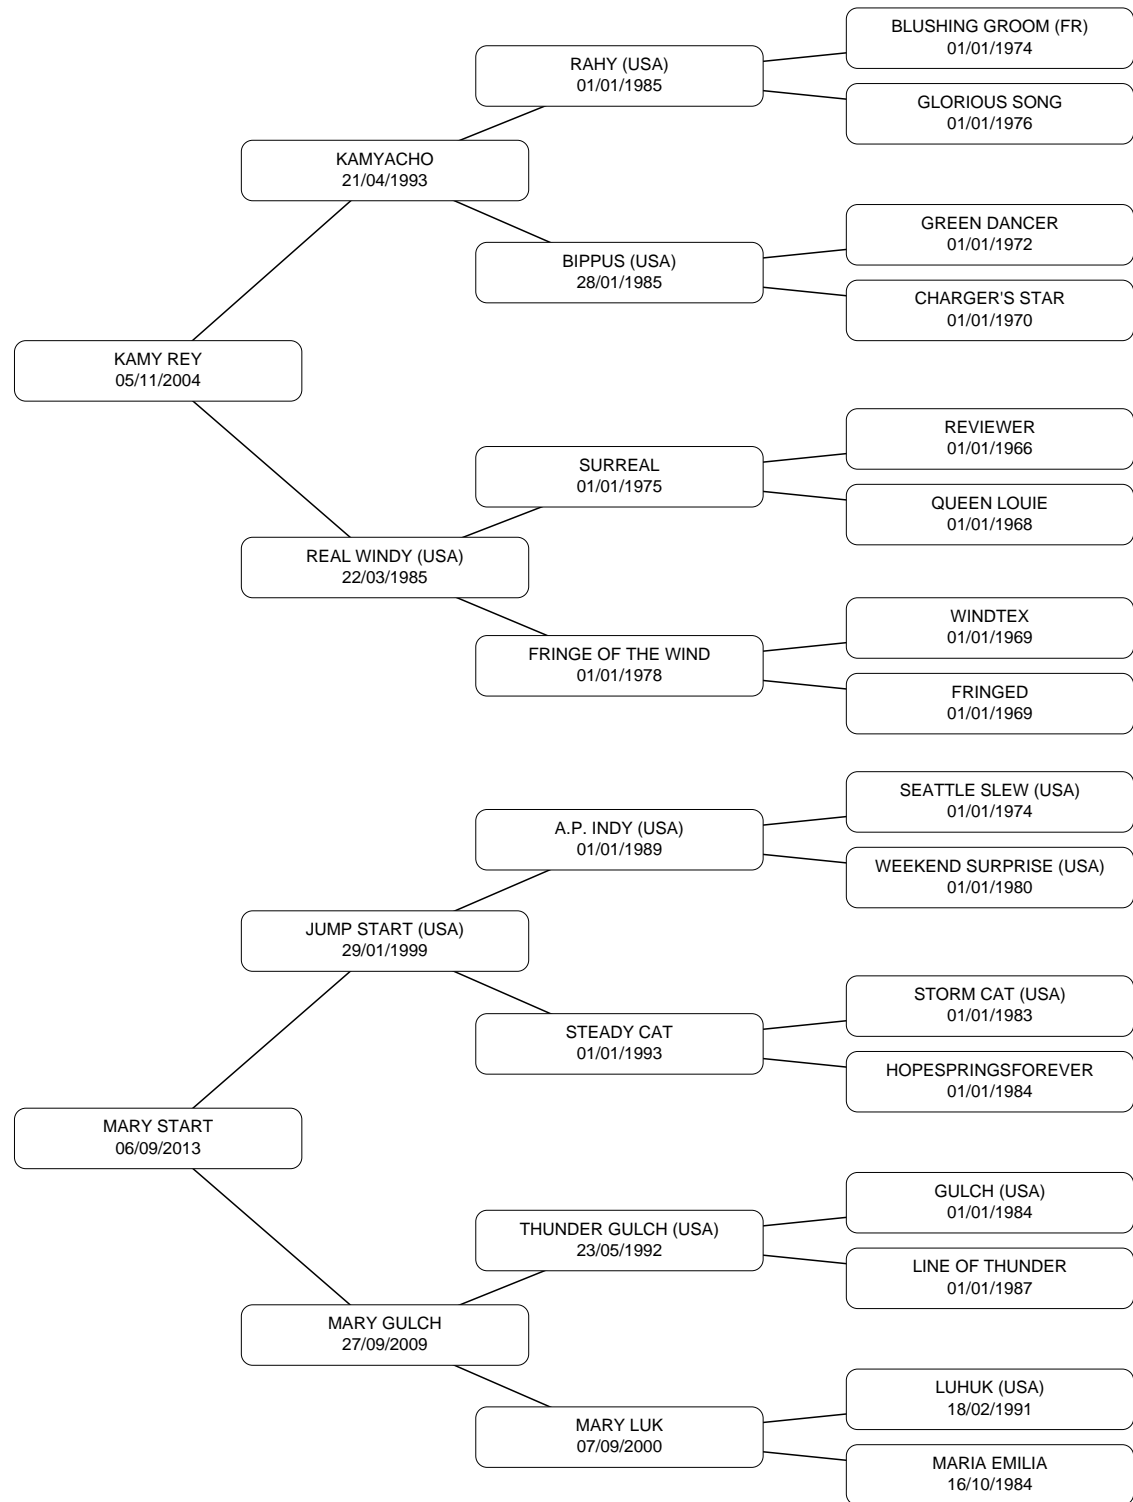 BLUSHING GROOM (FR)
01/01/1974
RAHY (USA)
01/01/1985
GLORIOUS SONG
01/01/1976
KAMYACHO
21/04/1993
GREEN DANCER
01/01/1972
BIPPUS (USA)
28/01/1985
CHARGER'S STAR
01/01/1970
KAMY REY
05/11/2004
REVIEWER
01/01/1966
SURREAL
01/01/1975
QUEEN LOUIE
01/01/1968
REAL WINDY (USA)
22/03/1985
WINDTEX
01/01/1969
FRINGE OF THE WIND
01/01/1978
FRINGED
01/01/1969
SEATTLE SLEW (USA)
01/01/1974
A.P. INDY (USA)
01/01/1989
WEEKEND SURPRISE (USA)
01/01/1980
JUMP START (USA)
29/01/1999
STORM CAT (USA)
01/01/1983
STEADY CAT
01/01/1993
HOPESPRINGSFOREVER
01/01/1984
MARY START
06/09/2013
GULCH (USA)
01/01/1984
THUNDER GULCH (USA)
23/05/1992
LINE OF THUNDER
01/01/1987
MARY GULCH
27/09/2009
LUHUK (USA)
18/02/1991
MARY LUK
07/09/2000
MARIA EMILIA
16/10/1984